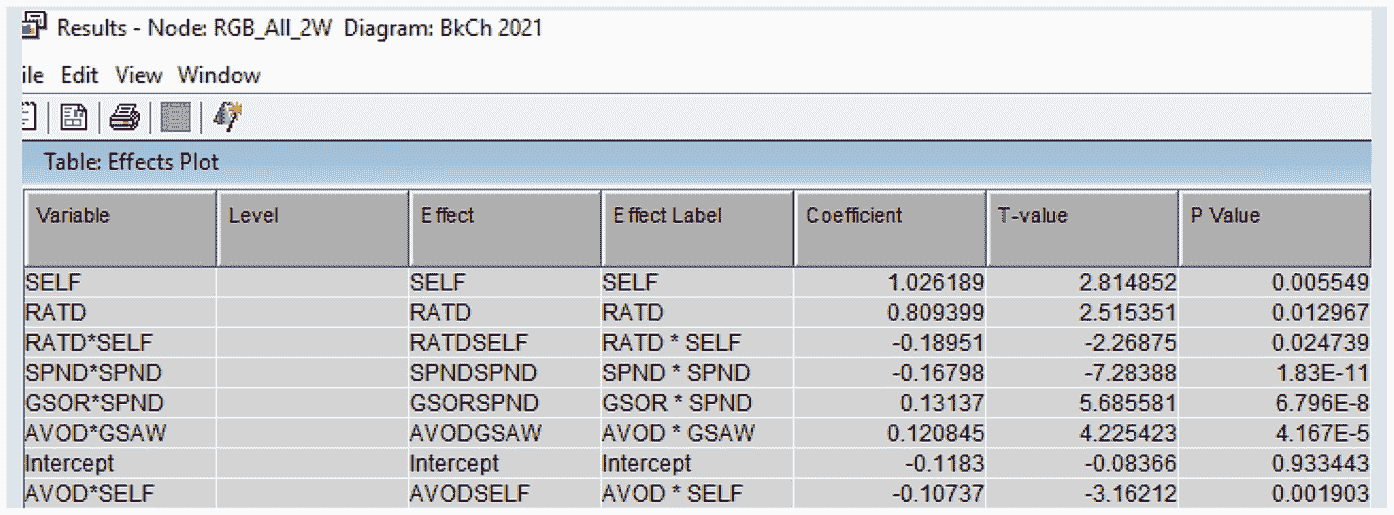 Results - Node: RGB_All_2W Diagram: BkCh 2021
ile Edit View Window
Table: Effects Plot
Variable Level Effect Effect Label Coefficient T-value P Value
SELF SELF SELF 1.026189 2.814852 0.005549
RATD RATD RATD 0.809399 2.515351 0.012967
RATD*SELF RATDSELF RATD * SELF -0.18951 -2.26875 0.024739
SPND*SPND SPNDSPND SPND * SPND -0.16798 -7.28388 1.83E-11
GSOR*SPND GSORSPND GSOR * SPND 0.13137 5.685581 6.796E-8
AVOD*GSAW AVODGSAW AVOD * GSAW 0.120845 4.225423 4.167E-5
Intercept Intercept Intercept -0.1183 -0.08366 0.933443
AVOD*SELF AVODSELF AVOD * SELF -0.10737 -3.16212 0.001903